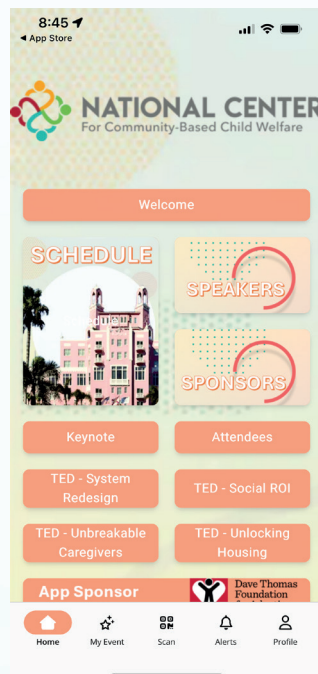 8:45
App Store
NATIONAL CENTER
For Community-Based Child Welfare
Welcome
SCHEDULE
SPEAKERS
SPONSORS
Keynote
Attendees
TED - System
Redesign
TED - Social ROI
TED - Unbreakable
Caregivers
TED - Unlocking
Housing
App Sponsor
Dave Thomas
Foundation
Home
My Event
Scan
Alerts
Profile